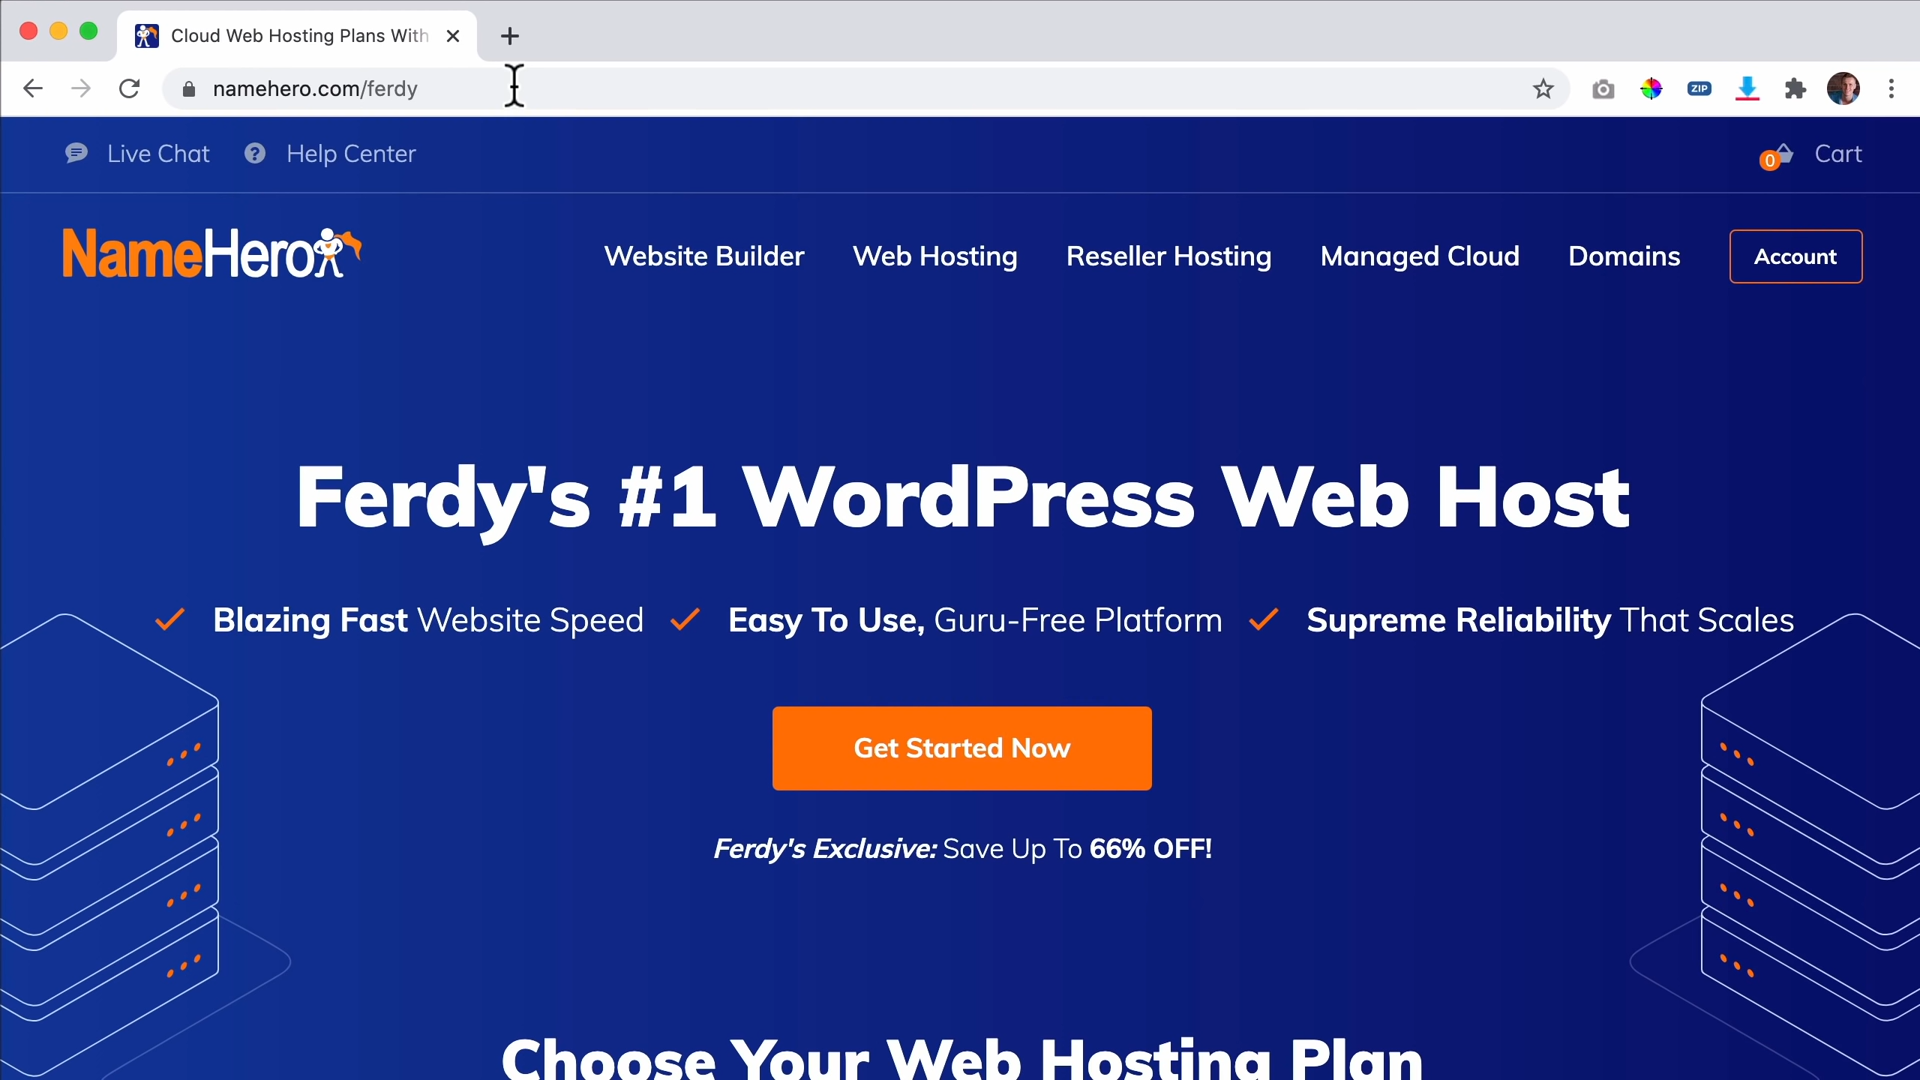 Cloud Web Hosting Plans With
namehero.com/ferdy
ZIP
Live Chat
Help Center
0
Cart
NameHero
Website Builder
Web Hosting
Reseller Hosting
Managed Cloud
Domains
Account
Ferdy's #1 WordPress Web Host
Blazing Fast Website Speed
Easy To Use, Guru-Free Platform
Supreme Reliability That Scales
Get Started Now
Ferdy's Exclusive: Save Up To 66% OFF!
Choose Your Web Hosting Plan